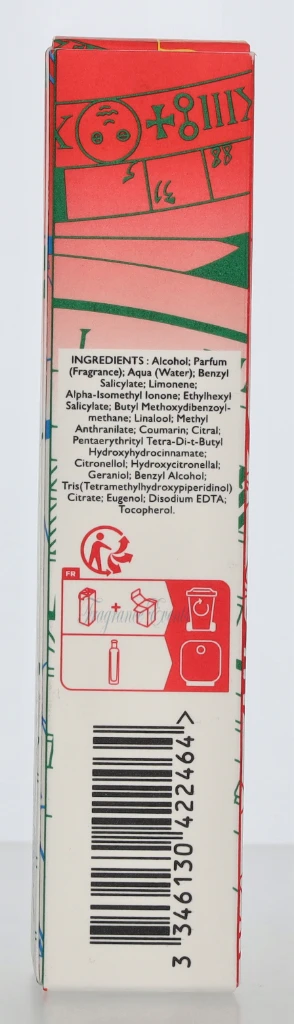 INGREDIENTS : Alcohol; Parfum
(Fragrance); Aqua (Water); Benzyl
Salicylate; Limonene;
Alpha-Isomethyl Ionone; Ethylhexyl
Salicylate; Butyl Methoxydibenzoyl-
methane; Linalool; Methyl
Anthranilate; Coumarin; Citral;
Pentaerythrityl Tetra-Di-t-Butyl
Hydroxyhydrocinnamate;
Citronellol; Hydroxycitronellal;
Geraniol; Benzyl Alcohol;
Tris(Tetramethylhydroxypiperidinol)
Citrate; Eugenol; Disodium EDTA;
Tocopherol.
FR
+
3 346130 422464 >